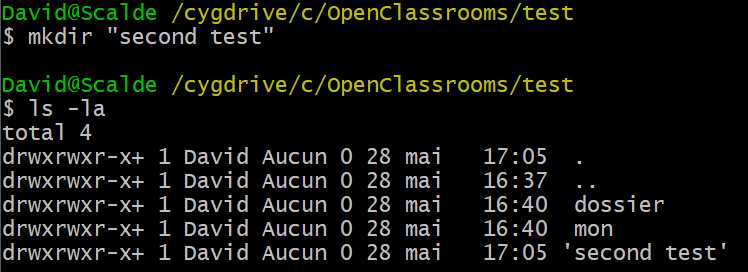 David@Scalde /cygdrive/c/OpenClassrooms/test
$ mkdir "second test"
David@Scalde /cygdrive/c/OpenClassrooms/test
$ ls -la
total 4
drwxrwxr-x+ 1 David Aucun 0 28 mai   17:05  .
drwxrwxr-x+ 1 David Aucun 0 28 mai   16:37  ..
drwxrwxr-x+ 1 David Aucun 0 28 mai   16:40  dossier
drwxrwxr-x+ 1 David Aucun 0 28 mai   16:40  mon
drwxrwxr-x+ 1 David Aucun 0 28 mai   17:05 'second test'